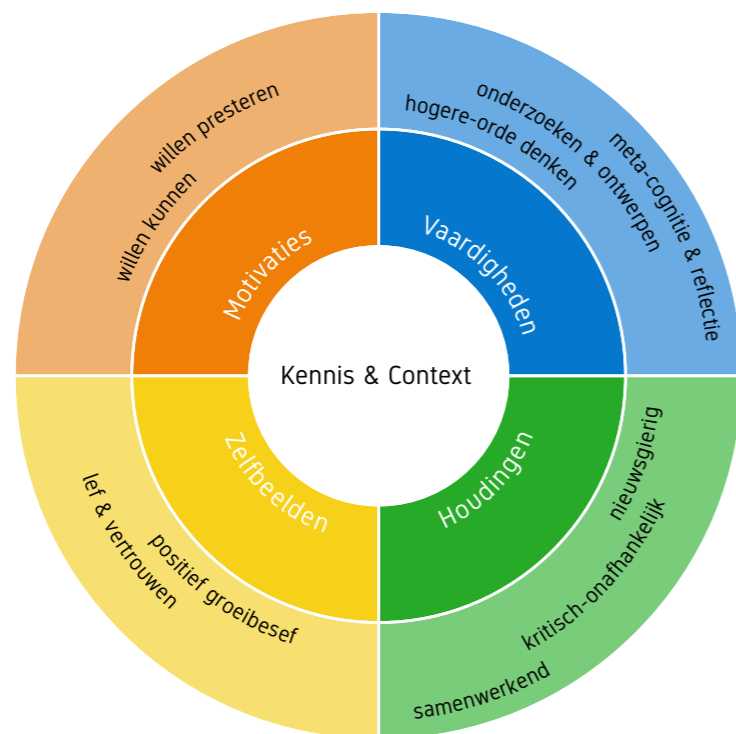 willen presteren
willen kunnen
Motivaties
onderzoeken & ontwerpen
hogere-orde denken
meta-cognitie & reflectie
Vaardigheden
Kennis & Context
Zelfbeelden
lef & vertrouwen
positief groeibesef
Houdingen
nieuwsgierig
kritisch-onafhankelijk
samenwerkend